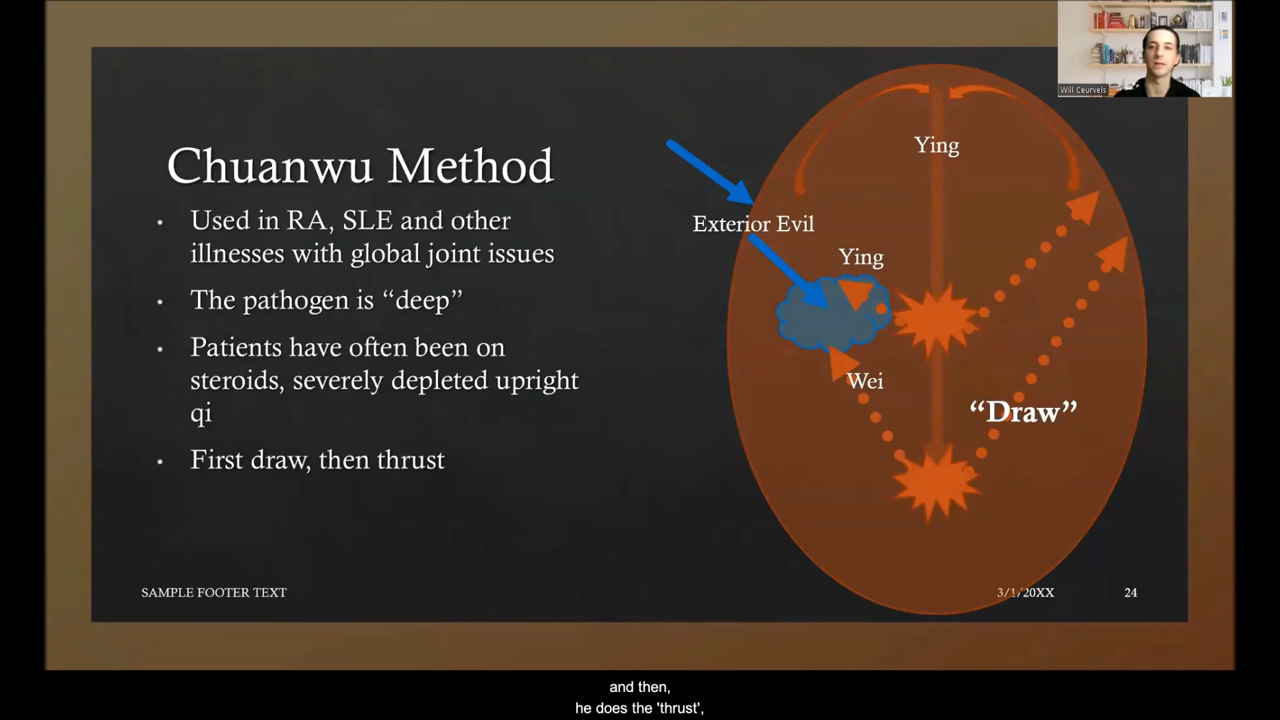 Will Ceurvels
Chuanwu Method
• Used in RA, SLE and other
illnesses with global joint issues
• The pathogen is “deep”
• Patients have often been on
steroids, severely depleted upright
qi
• First draw, then thrust
Ying
Exterior Evil
Ying
Wei
“Draw”
SAMPLE FOOTER TEXT
3/1/20XX
24
and then,
he does the 'thrust',